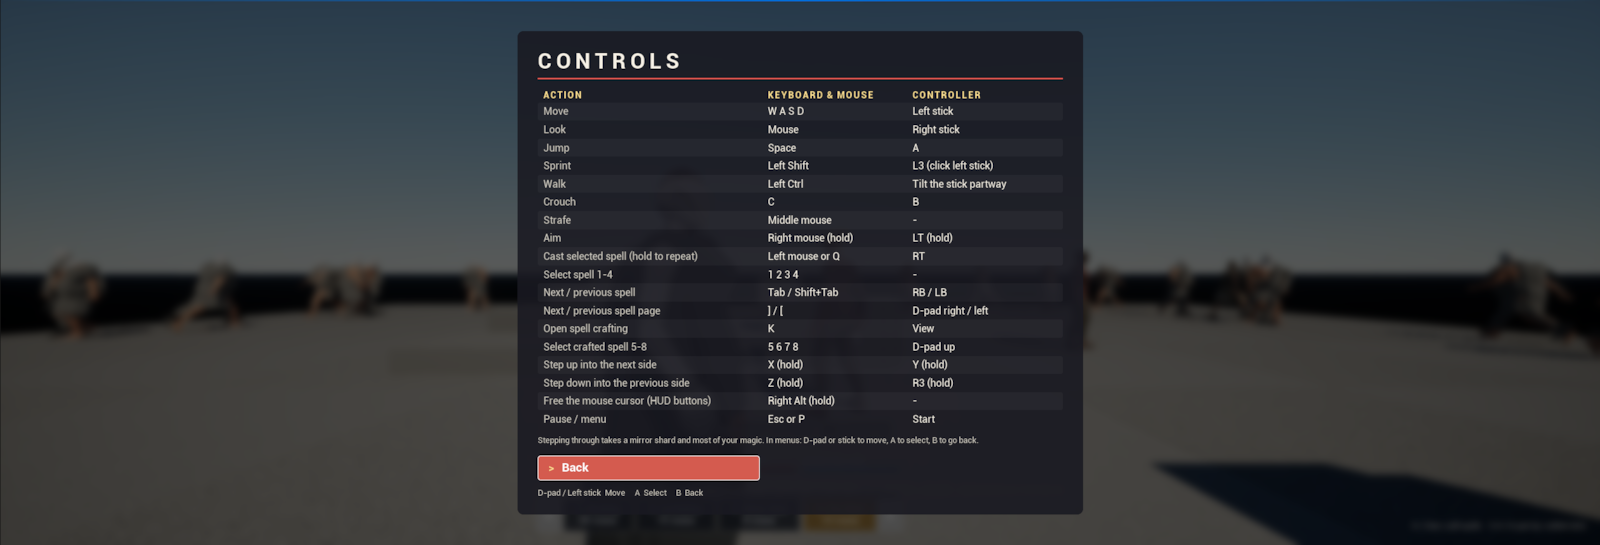 CONTROLS
ACTION KEYBOARD & MOUSE CONTROLLER
Move W A S D Left stick
Look Mouse Right stick
Jump Space A
Sprint Left Shift L3 (click left stick)
Walk Left Ctrl Tilt the stick partway
Crouch C B
Strafe Middle mouse -
Aim Right mouse (hold) LT (hold)
Cast selected spell (hold to repeat) Left mouse or Q RT
Select spell 1-4 1 2 3 4 -
Next / previous spell Tab / Shift+Tab RB / LB
Next / previous spell page ] / [ D-pad right / left
Open spell crafting K View
Select crafted spell 5-8 5 6 7 8 D-pad up
Step up into the next side X (hold) Y (hold)
Step down into the previous side Z (hold) R3 (hold)
Free the mouse cursor (HUD buttons) Right Alt (hold) -
Pause / menu Esc or P Start
Stepping through takes a mirror shard and most of your magic. In menus: D-pad or stick to move, A to select, B to go back.
> Back
D-pad / Left stick Move A Select B Back